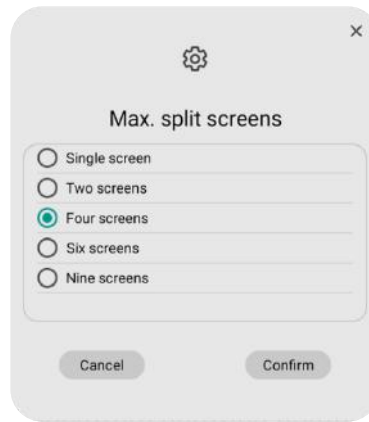 Max. split screens
Single screen
Two screens
Four screens
Six screens
Nine screens
Cancel
Confirm